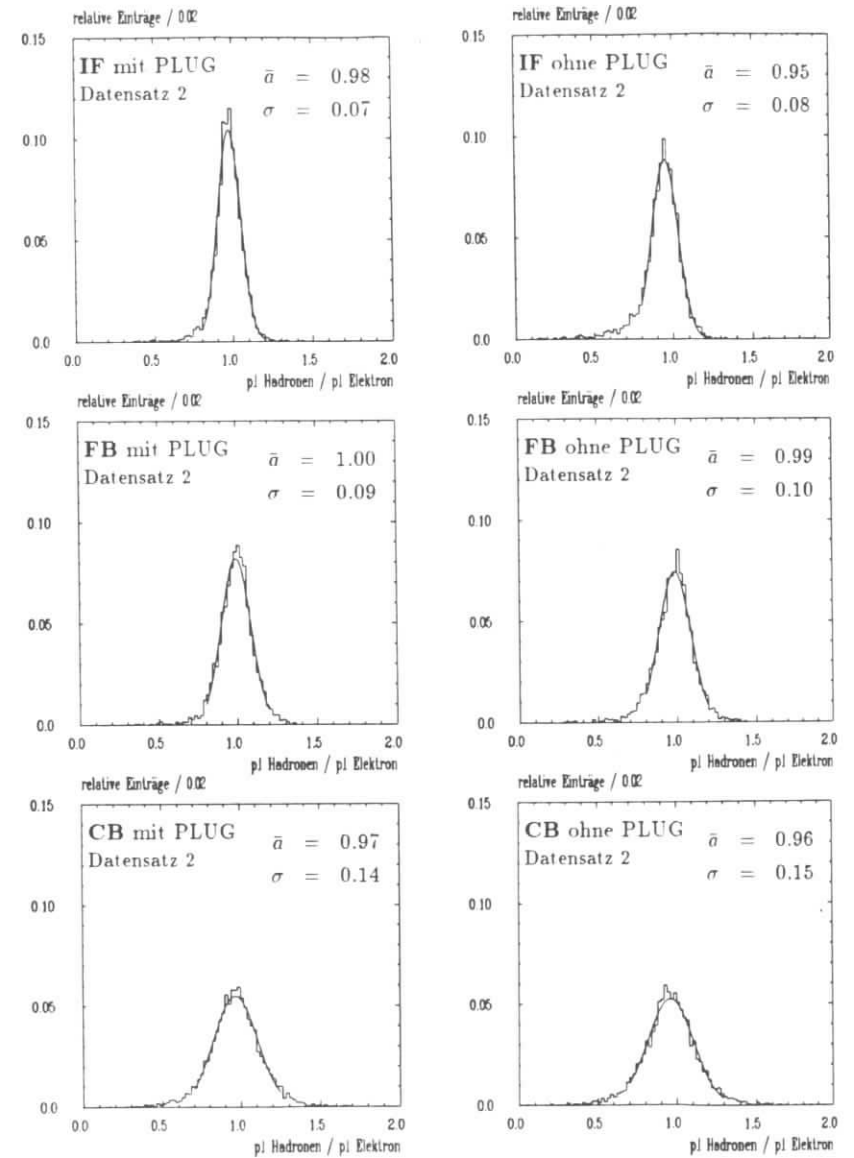 relative Einträge / 0.02
0.15
IF mit PLUG
Datensatz 2
ā = 0.98
σ = 0.07
0.10
0.05
0.0
0.0 0.5 1.0 1.5 2.0
pl Hadronen / pl Elektron
relative Einträge / 0.02
0.15
IF ohne PLUG
Datensatz 2
ā = 0.95
σ = 0.08
0.10
0.05
0.0
0.0 0.5 1.0 1.5 2.0
pl Hadronen / pl Elektron
relative Einträge / 0.02
0.15
FB mit PLUG
Datensatz 2
ā = 1.00
σ = 0.09
0.10
0.05
0.0
0.0 0.5 1.0 1.5 2.0
pl Hadronen / pl Elektron
relative Einträge / 0.02
0.15
FB ohne PLUG
Datensatz 2
ā = 0.99
σ = 0.10
0.10
0.05
0.0
0.0 0.5 1.0 1.5 2.0
pl Hadronen / pl Elektron
relative Einträge / 0.02
0.15
CB mit PLUG
Datensatz 2
ā = 0.97
σ = 0.14
0.10
0.05
0.0
0.0 0.5 1.0 1.5 2.0
pl Hadronen / pl Elektron
relative Einträge / 0.02
0.15
CB ohne PLUG
Datensatz 2
ā = 0.96
σ = 0.15
0.10
0.05
0.0
0.0 0.5 1.0 1.5 2.0
pl Hadronen / pl Elektron